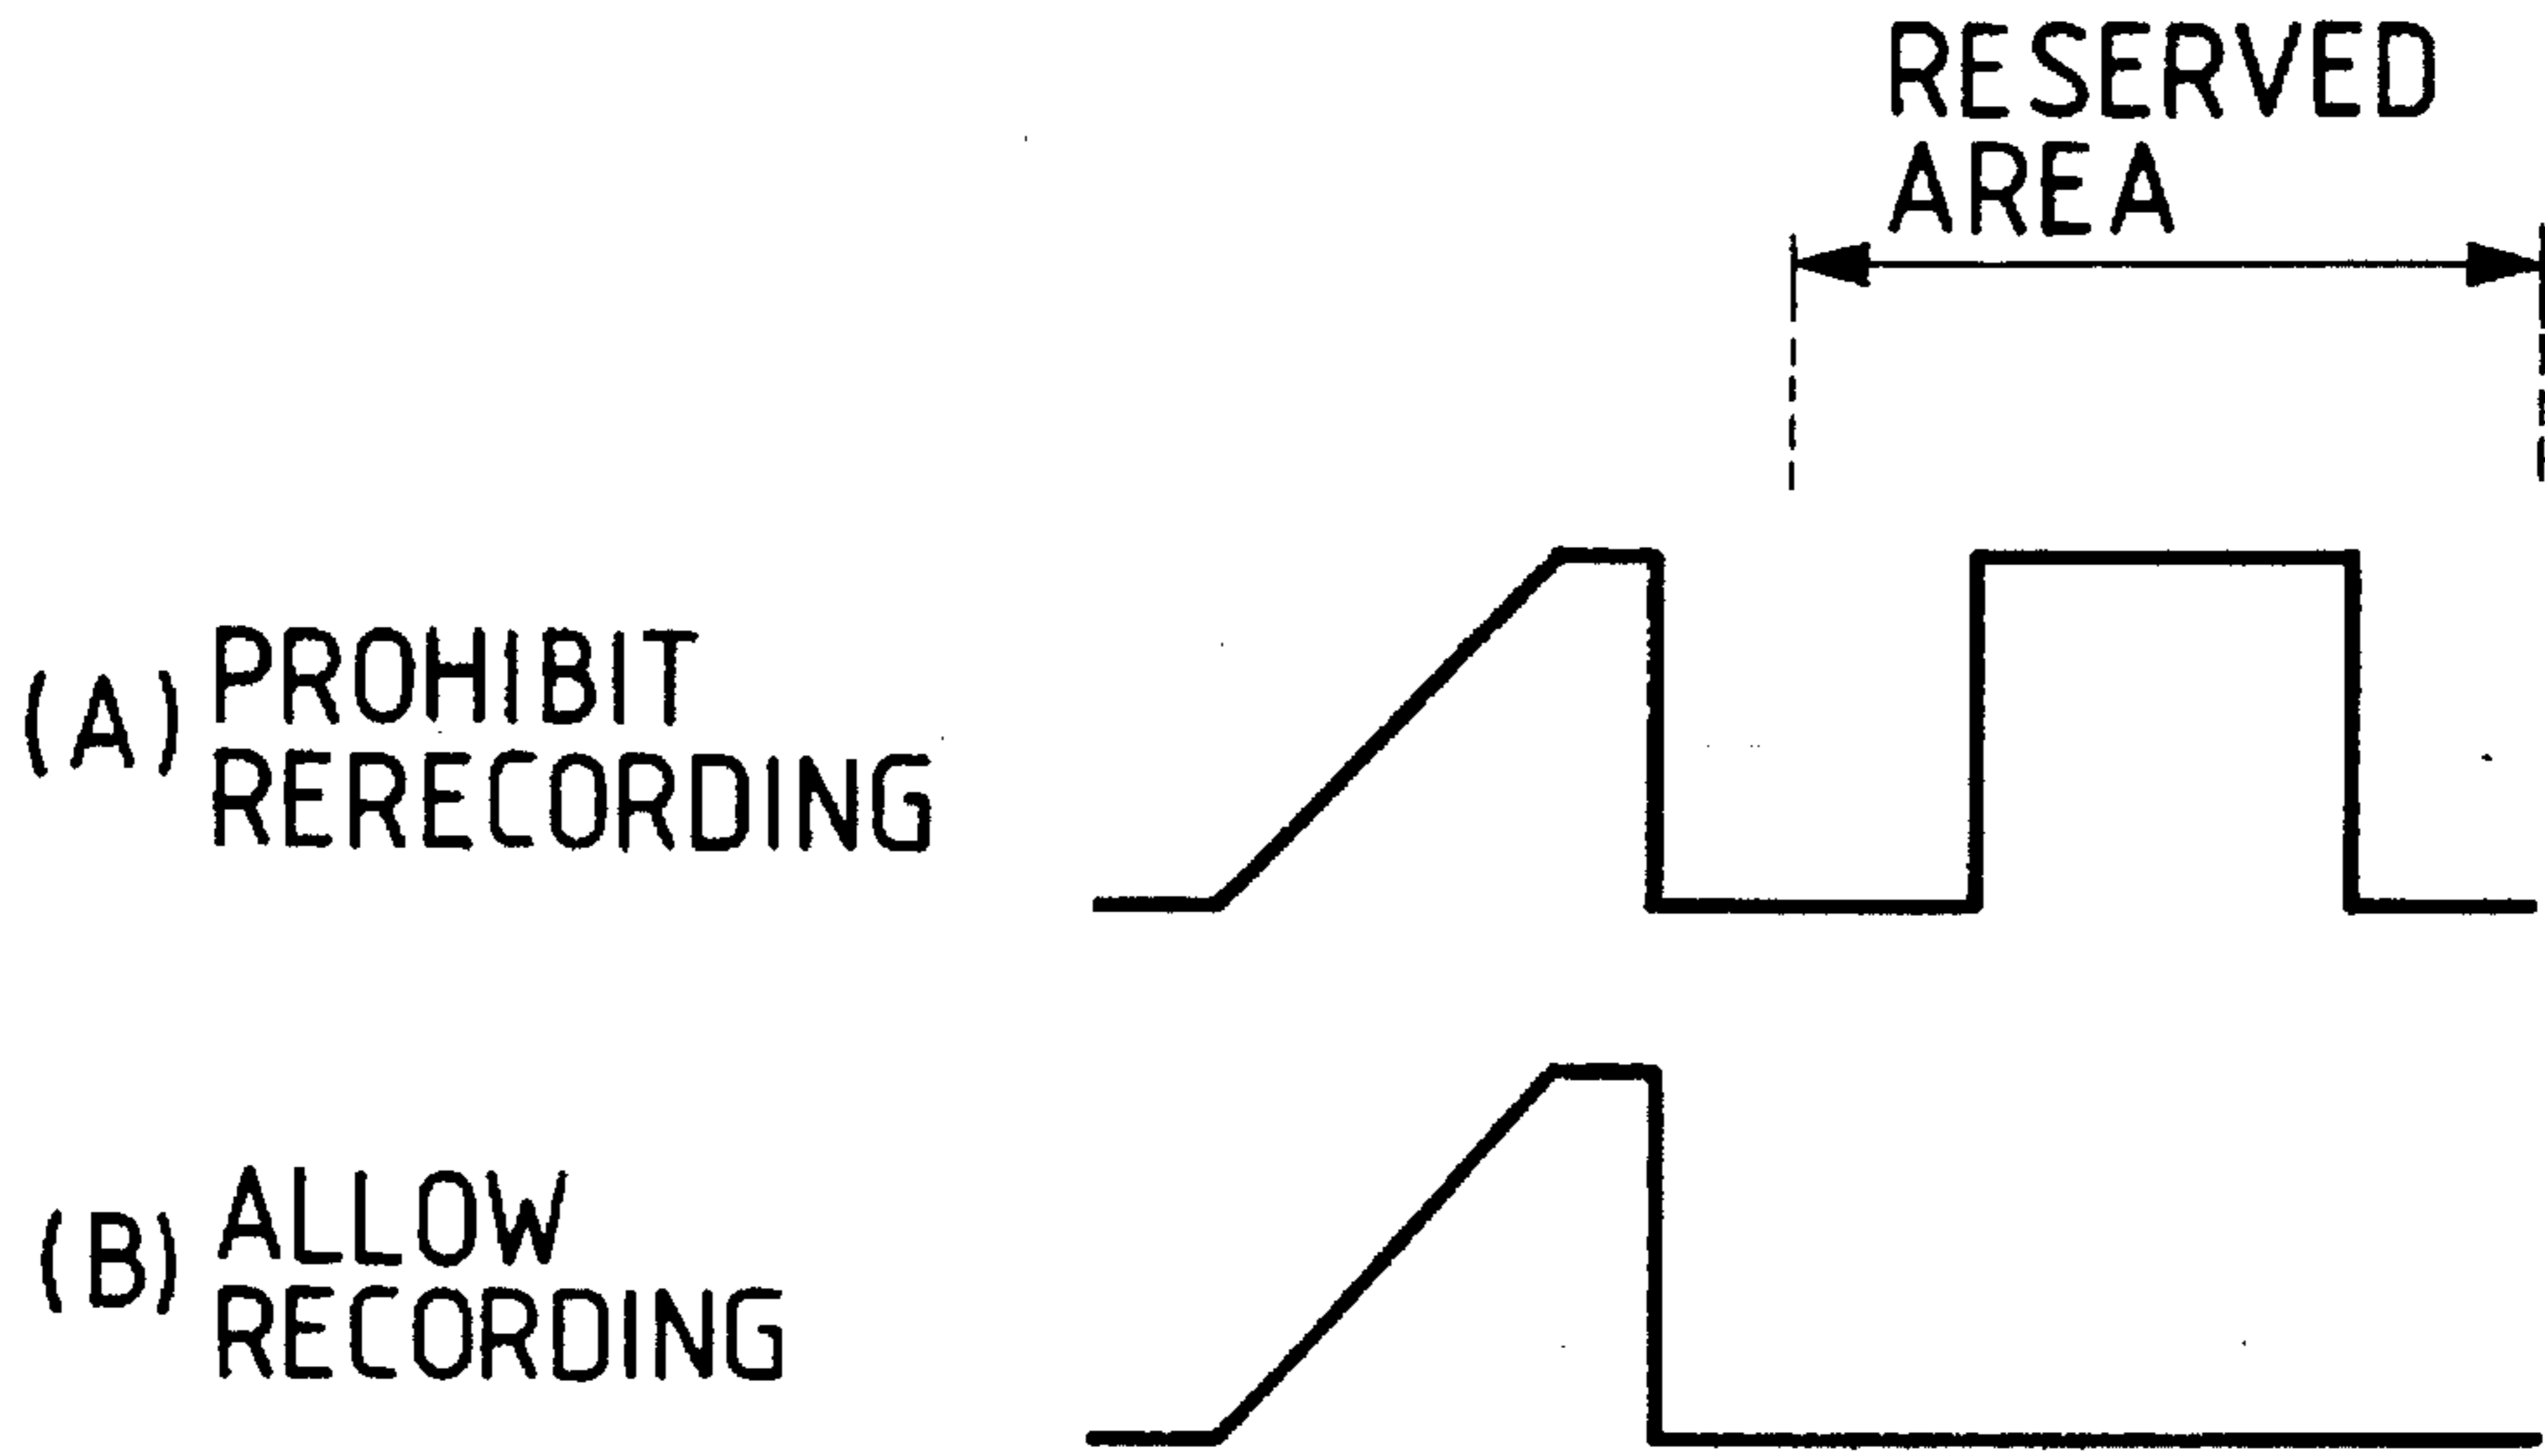 RESERVED
AREA
(A) PROHIBIT
RERECORDING
(B) ALLOW
RECORDING